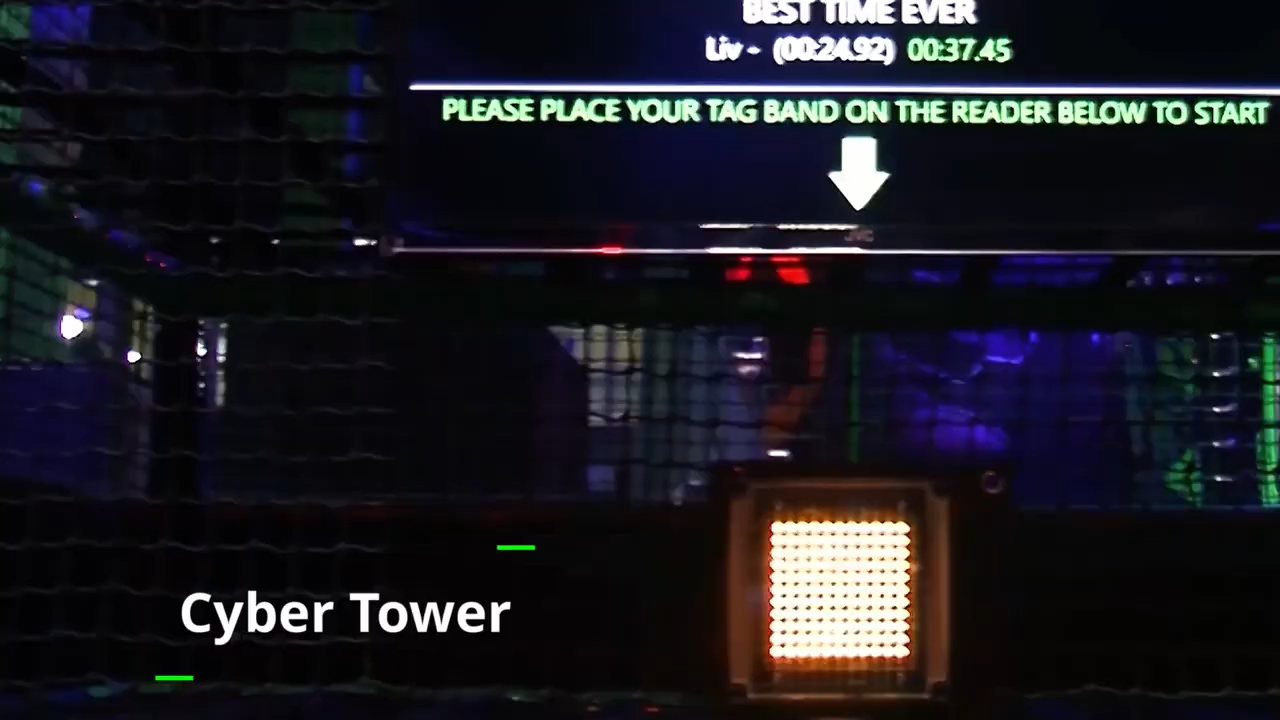 BEST TIME EVER
Liv - (00:24.92) 00:37.45
PLEASE PLACE YOUR TAG BAND ON THE READER BELOW TO START
JVC
Cyber Tower